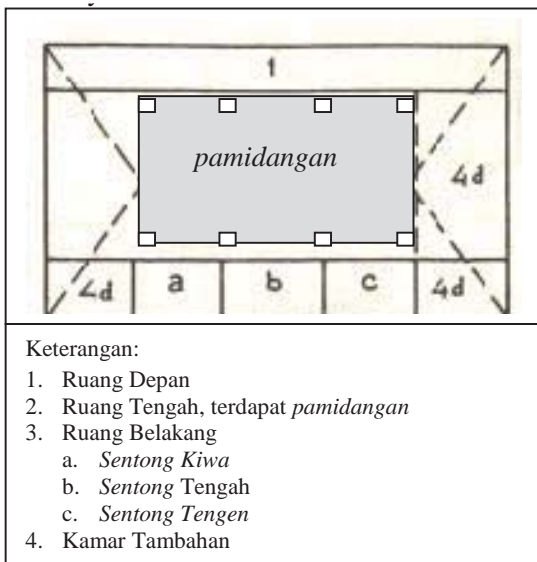 1
pamidangan
4d
4d a b c 4d
Keterangan:
1. Ruang Depan
2. Ruang Tengah, terdapat pamidangan
3. Ruang Belakang
a. Sentong Kiwa
b. Sentong Tengah
c. Sentong Tengen
4. Kamar Tambahan